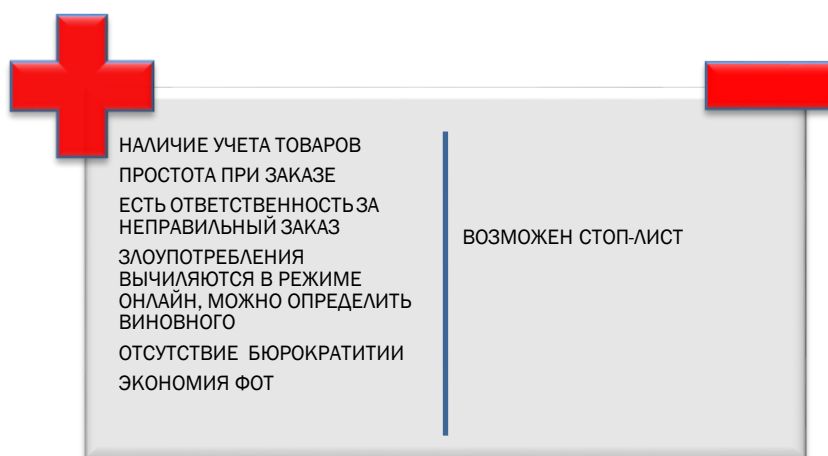 НАЛИЧИЕ УЧЕТА ТОВАРОВ
ПРОСТОТА ПРИ ЗАКАЗЕ
ЕСТЬ ОТВЕТСТВЕННОСТЬ ЗА
НЕПРАВИЛЬНЫЙ ЗАКАЗ
ЗЛОУПОТРЕБЛЕНИЯ
ВЫЧИЛЯЮТСЯ В РЕЖИМЕ
ОНЛАЙН, МОЖНО ОПРЕДЕЛИТЬ
ВИНОВНОГО
ОТСУТСТВИЕ БЮРОКРАТИТИИ
ЭКОНОМИЯ ФОТ
ВОЗМОЖЕН СТОП-ЛИСТ